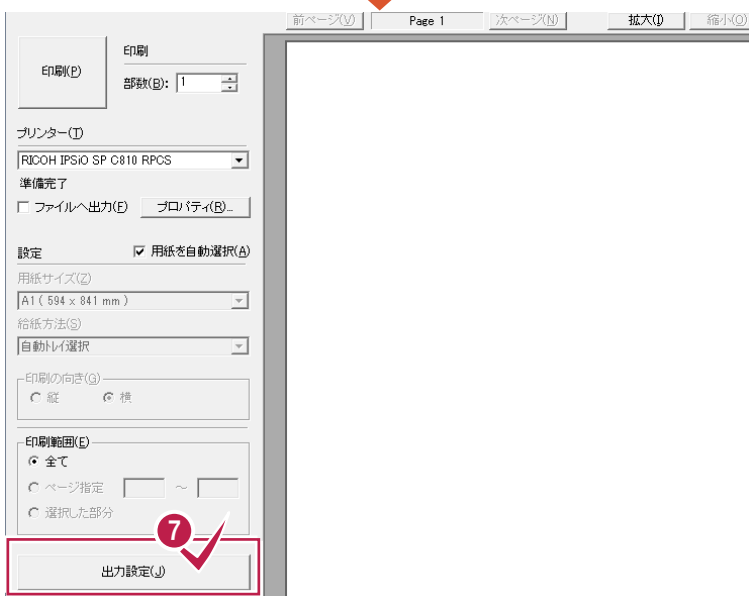 前ページ(V) Page 1 次ページ(N) 拡大(I) 縮小(O)
印刷(P)
印刷
部数(B): 1
プリンター(T)
RICOH IPSiO SP C810 RPCS
準備完了
ファイルへ出力(F) プロパティ(R)...
設定 用紙を自動選択(A)
用紙サイズ(Z)
A1 ( 594 x 841 mm )
給紙方法(S)
自動トレイ選択
印刷の向き(G)
縦 横
印刷範囲(E)
全て
ページ指定 ～
選択した部分
7
出力設定(J)